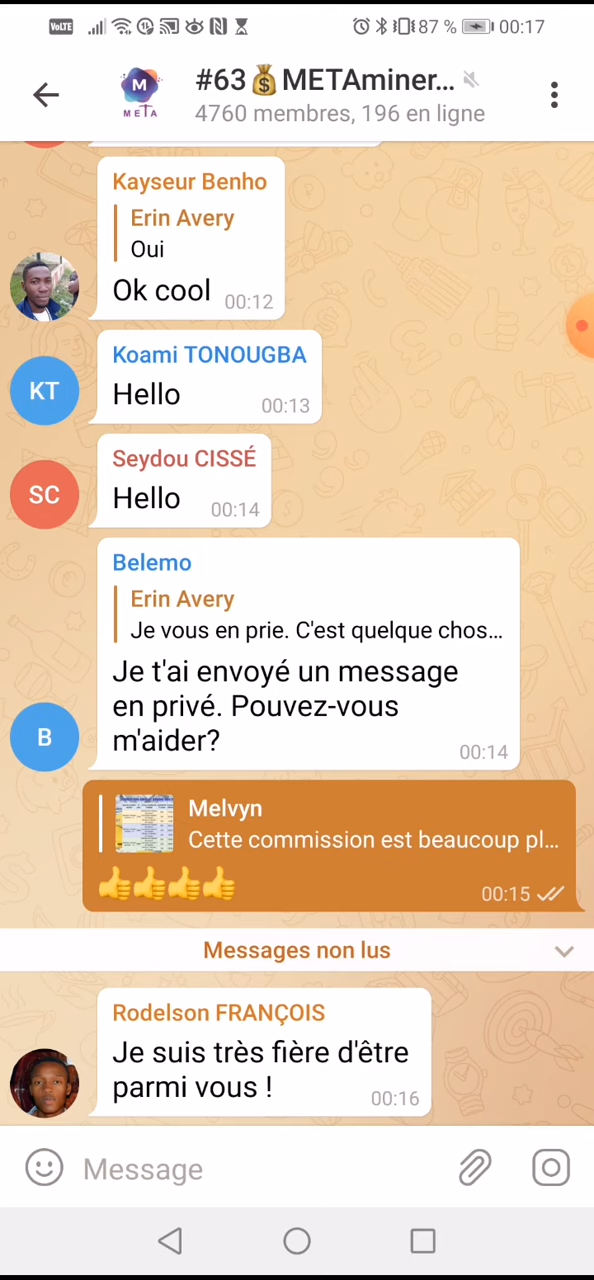 VoLTE 87 % 00:17
M
META
#63💰METAminer...
4760 membres, 196 en ligne
Kayseur Benho
Erin Avery
Oui
Ok cool 00:12
KT
Koami TONOUGBA
Hello 00:13
SC
Seydou CISSÉ
Hello 00:14
Belemo
Erin Avery
Je vous en prie. C'est quelque chos...
Je t'ai envoyé un message
en privé. Pouvez-vous
m'aider?
B
00:14
Melvyn
Cette commission est beaucoup pl...
👍👍👍👍 00:15
Messages non lus
Rodelson FRANÇOIS
Je suis très fière d'être
parmi vous ! 00:16
Message